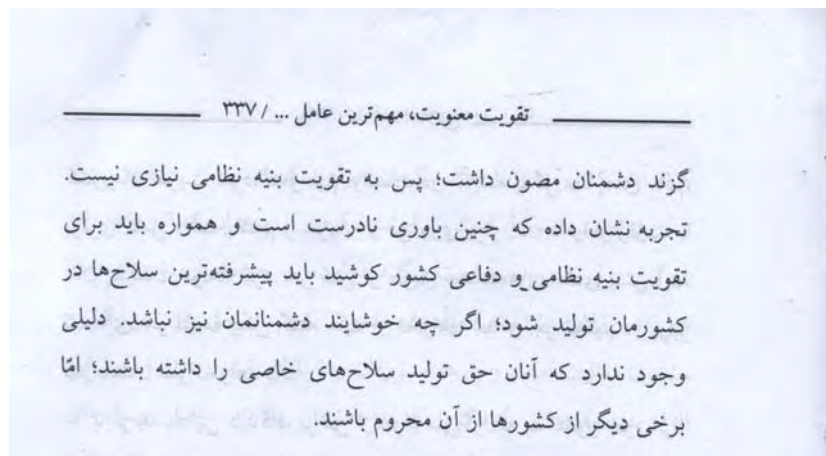 تقویت معنویت، مهم‌ترین عامل ... / ۳۳۷
گزند دشمنان مصون داشت؛ پس به تقویت بنیه نظامی نیازی نیست.
تجربه نشان داده که چنین باوری نادرست است و همواره باید برای
تقویت بنیه نظامی و دفاعی کشور کوشید باید پیشرفته‌ترین سلاح‌ها در
کشورمان تولید شود؛ اگر چه خوشایند دشمنانمان نیز نباشد. دلیلی
وجود ندارد که آنان حق تولید سلاح‌های خاصی را داشته باشند؛ امّا
برخی دیگر از کشورها از آن محروم باشند.